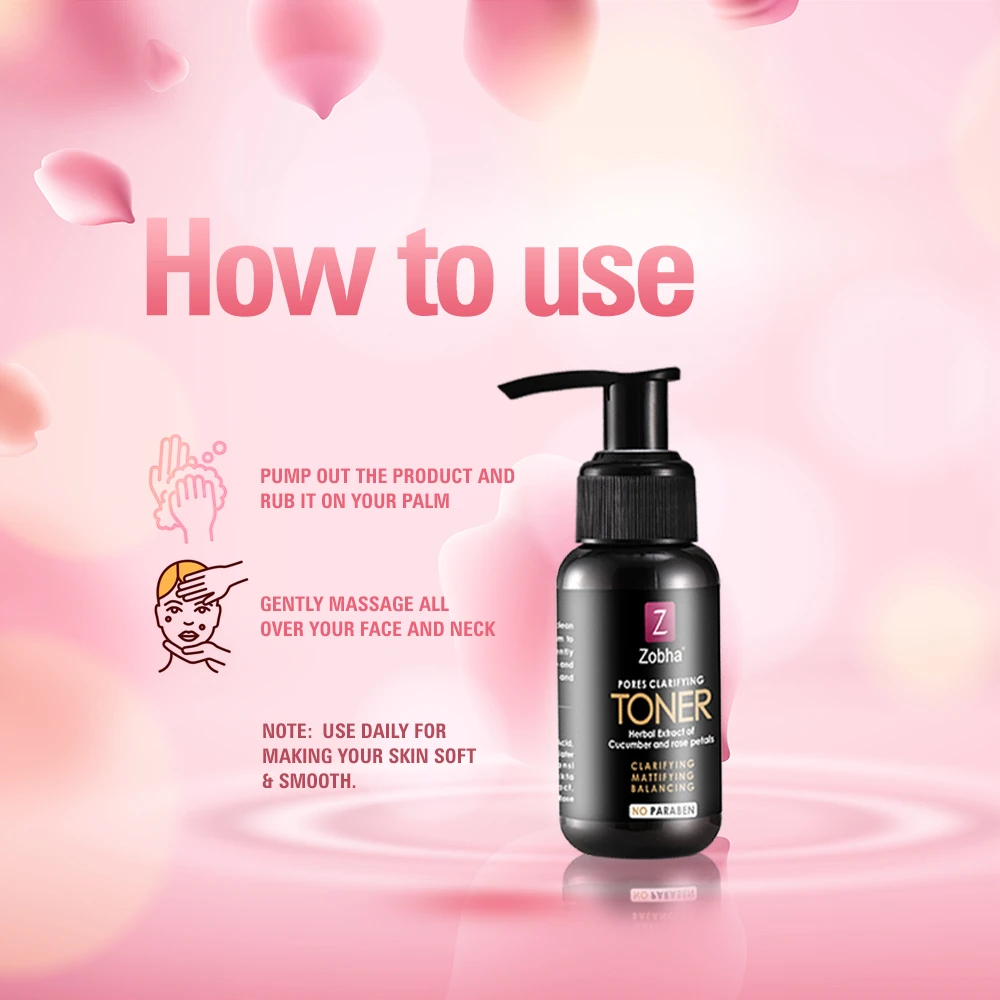 How to use
PUMP OUT THE PRODUCT AND
RUB IT ON YOUR PALM
GENTLY MASSAGE ALL
OVER YOUR FACE AND NECK
NOTE: USE DAILY FOR
MAKING YOUR SKIN SOFT
& SMOOTH.
Z
Zobha
PORES CLARIFYING
TONER
Herbal Extract of
Cucumber and rose petals
CLARIFYING
MATTIFYING
BALANCING
NO PARABEN
and
and